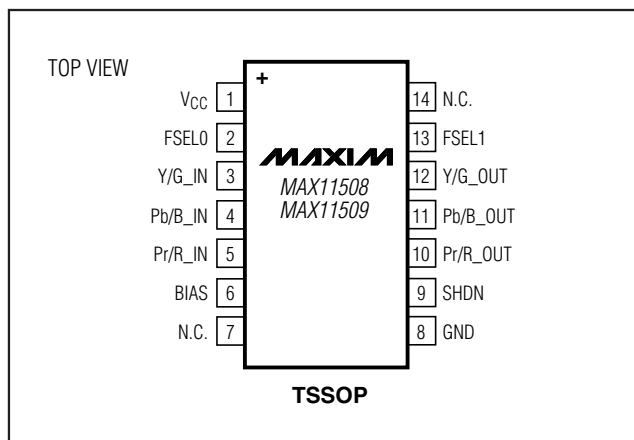 TOP VIEW
+
VCC 1
14 N.C.
FSEL0 2
13 FSEL1
MAXIM
Y/G_IN 3
12 Y/G_OUT
MAX11508
Pb/B_IN 4
11 Pb/B_OUT
MAX11509
Pr/R_IN 5
10 Pr/R_OUT
BIAS 6
9 SHDN
N.C. 7
8 GND
TSSOP